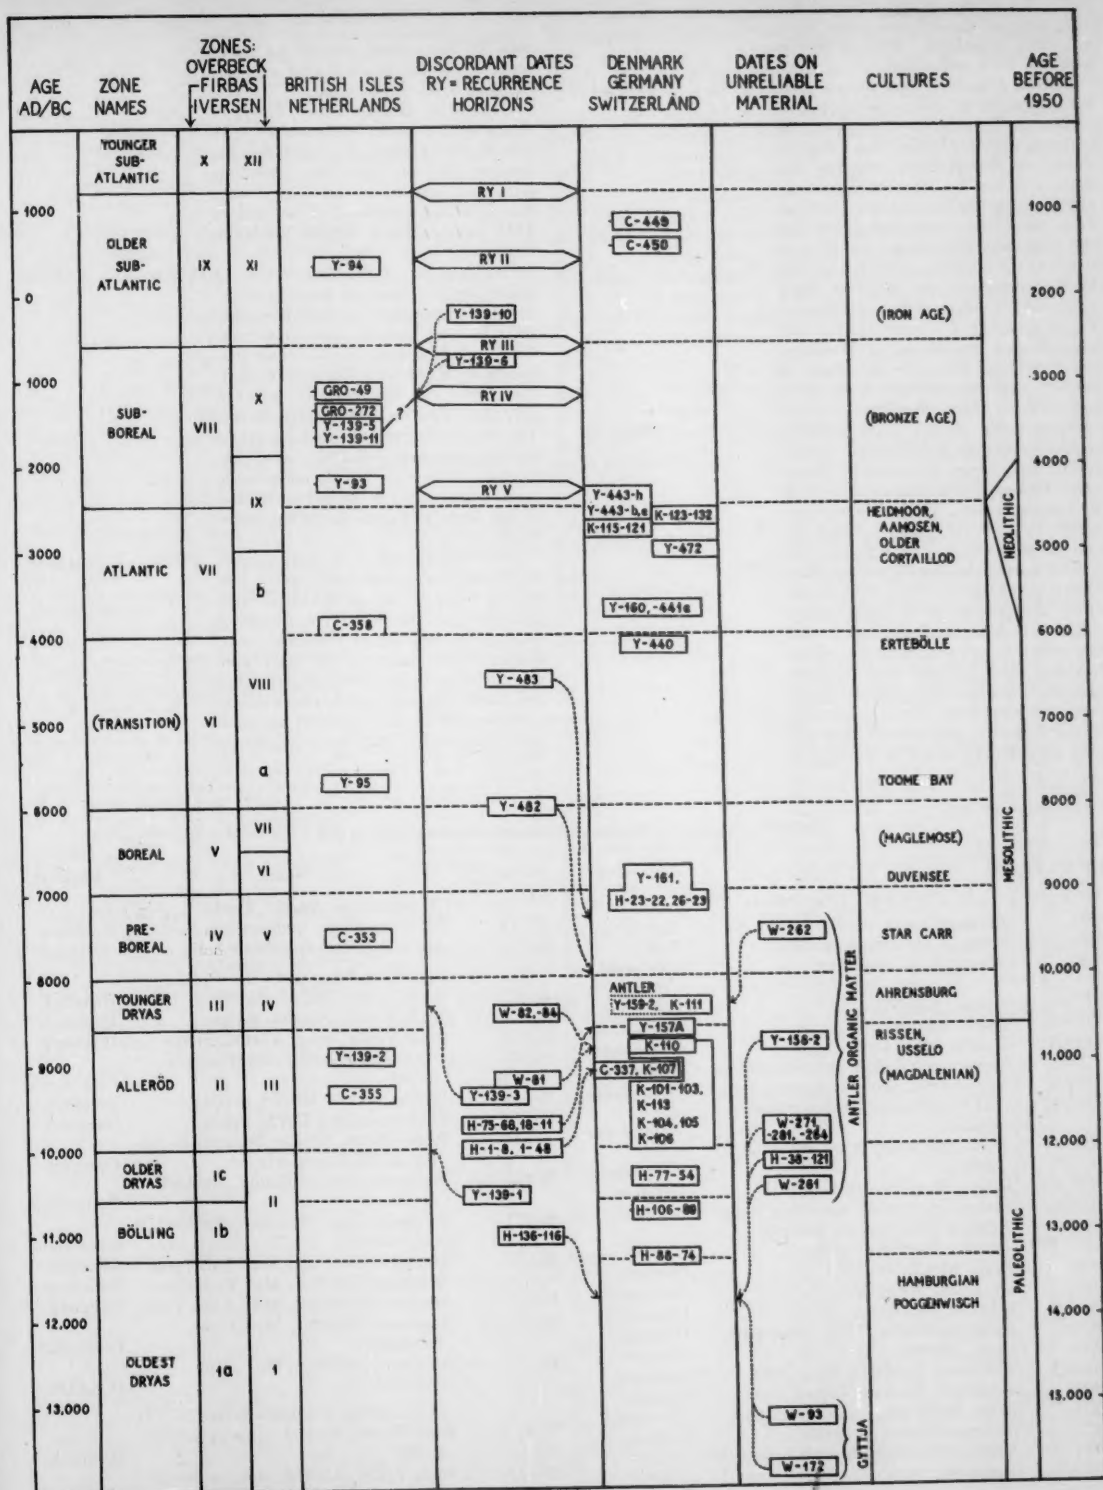 AGE
AD/BC
ZONE
NAMES
ZONES:
OVERBECK
FIRBAS
IVERSEN
BRITISH ISLES
NETHERLANDS
DISCORDANT DATES
RY = RECURRENCE
HORIZONS
DENMARK
GERMANY
SWITZERLAND
DATES ON
UNRELIABLE
MATERIAL
CULTURES
AGE
BEFORE
1950
YOUNGER
SUB-
ATLANTIC
X
XII
RY I
1000
1000
C-449
C-450
OLDER
SUB-
ATLANTIC
IX
XI
Y-94
RY II
0
2000
Y-139-10
(IRON AGE)
RY III
Y-139-6
1000
3000
X
GRO-49
GRO-272
Y-139-5
Y-139-11
?
RY IV
SUB-
BOREAL
VIII
(BRONZE AGE)
2000
4000
Y-93
IX
RY V
Y-443-h
Y-443-b,e
K-123-132
K-115-121
Y-472
HEIDMOOR,
AAMOSEN,
OLDER
CORTAILLOD
NEOLITHIC
3000
5000
ATLANTIC
VII
b
Y-160, -441a
C-358
4000
6000
Y-440
ERTEBÖLLE
VIII
Y-483
5000
(TRANSITION)
VI
7000
a
Y-95
TOOME BAY
6000
Y-482
8000
VII
(MAGLEMOSE)
BOREAL
V
VI
MESOLITHIC
Y-161,
H-23-22, 26-23
DUVENSEE
7000
9000
PRE-
BOREAL
IV
V
C-353
W-262
STAR CARR
8000
10,000
YOUNGER
DRYAS
III
IV
W-82,-84
ANTLER
Y-159-2, K-111
AHRENSBURG
Y-157A
K-110
Y-158-2
RISSEN,
USSELO
(MAGDALENIAN)
11,000
ANTLER ORGANIC MATTER
Y-139-2
9000
ALLERÖD
II
III
C-355
W-81
Y-139-3
C-337, K-107
K-101-103,
K-113
K-104, 105
K-106
H-75-68, 18-11
H-1-8, 1-48
W-271,
-281, -264
H-38-121
W-261
10,000
12,000
OLDER
DRYAS
Ic
II
Y-139-1
H-77-54
H-106-89
BÖLLING
Ib
H-136-116
11,000
13,000
H-88-74
PALEOLITHIC
HAMBURGIAN
POGGENWISCH
12,000
14,000
OLDEST
DRYAS
Ia
I
13,000
15,000
W-93
W-172
GYTTJA